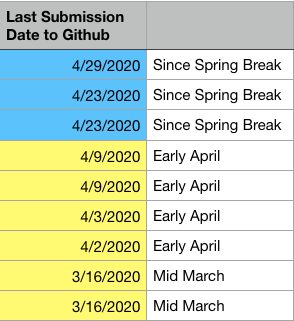 Last Submission
Date to Github
4/29/2020 Since Spring Break
4/23/2020 Since Spring Break
4/23/2020 Since Spring Break
4/9/2020 Early April
4/9/2020 Early April
4/3/2020 Early April
4/2/2020 Early April
3/16/2020 Mid March
3/16/2020 Mid March